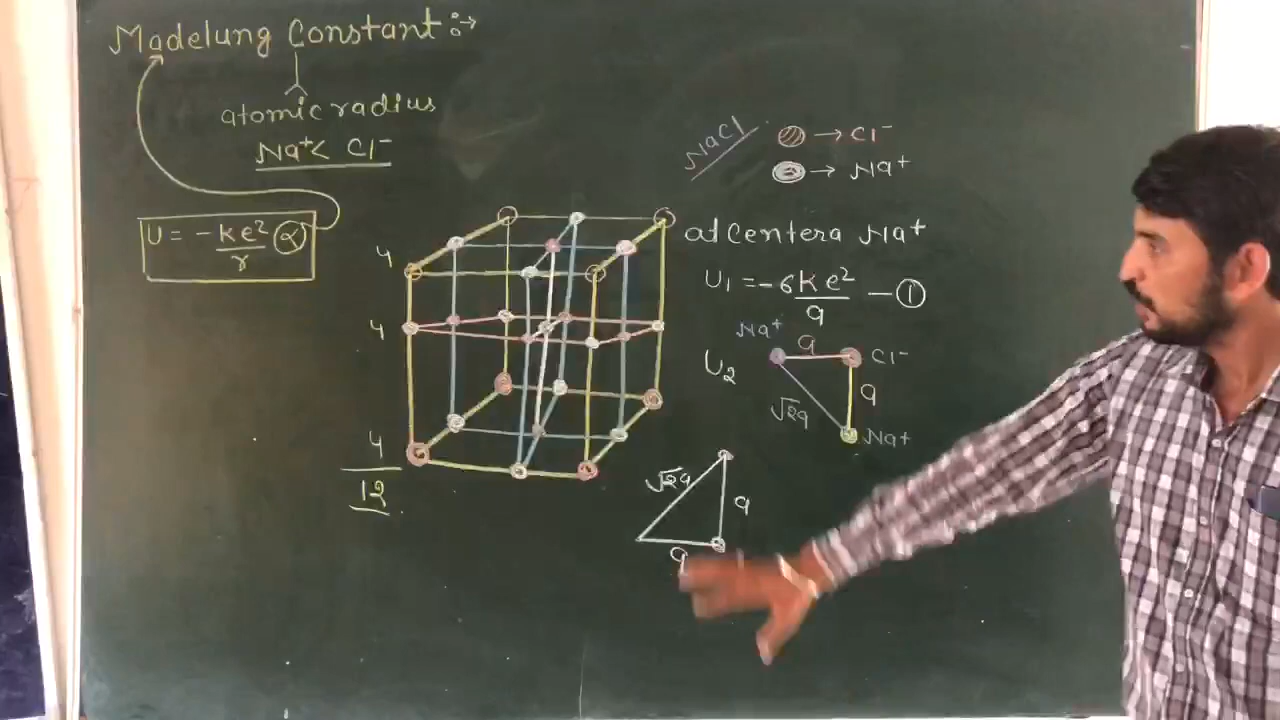 Madelung Constant :→
atomic radius
Na⁺ < Cl⁻
U = -ke²/r α
4
4
4
12
NaCl
→ Cl⁻
→ Na⁺
at Centera Na⁺
U₁ = -6ke²/a — ①
U₂
Na⁺ a Cl⁻
a
√2a
Na⁺
√2a
a
a